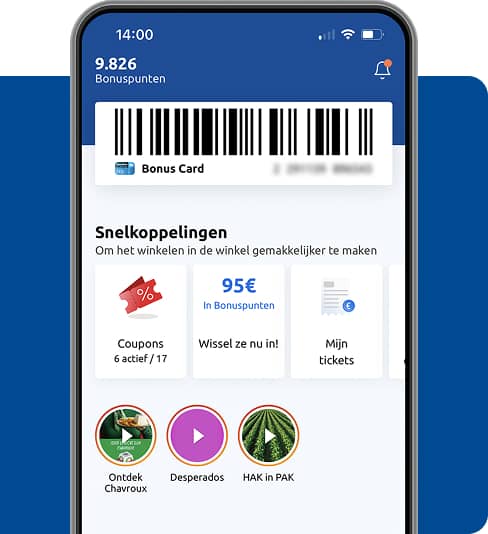 14:00
9.826
Bonuspunten
Bonus Card
Snelkoppelingen
Om het winkelen in de winkel gemakkelijker te maken
Coupons
6 actief / 17
95€
In Bonuspunten
Wissel ze nu in!
Mijn
tickets
Ontdek
Chavroux
Desperados
HAK in PAK